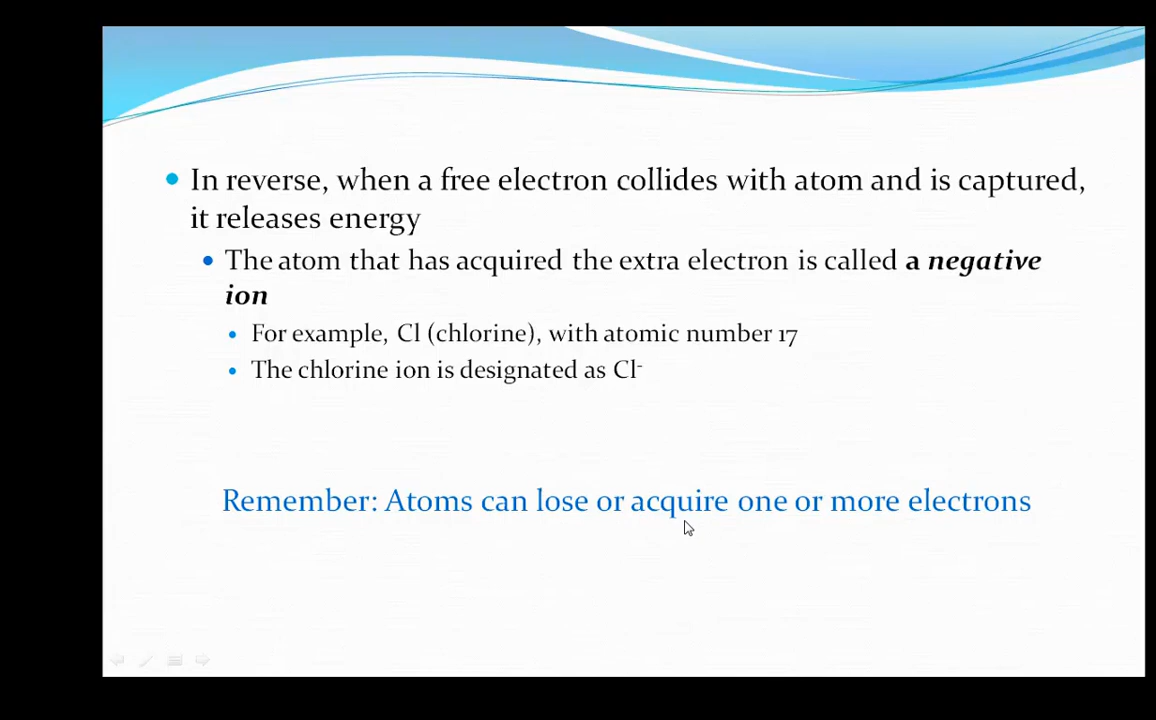 In reverse, when a free electron collides with atom and is captured,
it releases energy
The atom that has acquired the extra electron is called a negative
ion
For example, Cl (chlorine), with atomic number 17
The chlorine ion is designated as Cl⁻
Remember: Atoms can lose or acquire one or more electrons